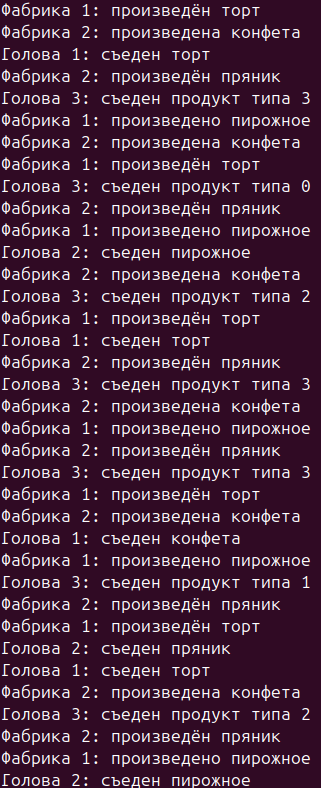 Фабрика 1: произведён торт
Фабрика 2: произведена конфета
Голова 1: съеден торт
Фабрика 2: произведён пряник
Голова 3: съеден продукт типа 3
Фабрика 1: произведено пирожное
Фабрика 2: произведена конфета
Фабрика 1: произведён торт
Голова 3: съеден продукт типа 0
Фабрика 2: произведён пряник
Фабрика 1: произведено пирожное
Голова 2: съеден пирожное
Фабрика 2: произведена конфета
Голова 3: съеден продукт типа 2
Фабрика 1: произведён торт
Голова 1: съеден торт
Фабрика 2: произведён пряник
Голова 3: съеден продукт типа 3
Фабрика 2: произведена конфета
Фабрика 1: произведено пирожное
Фабрика 2: произведён пряник
Голова 3: съеден продукт типа 3
Фабрика 1: произведён торт
Фабрика 2: произведена конфета
Голова 1: съеден конфета
Фабрика 1: произведено пирожное
Голова 3: съеден продукт типа 1
Фабрика 2: произведён пряник
Фабрика 1: произведён торт
Голова 2: съеден пряник
Голова 1: съеден торт
Фабрика 2: произведена конфета
Голова 3: съеден продукт типа 2
Фабрика 2: произведён пряник
Фабрика 1: произведено пирожное
Голова 2: съеден пирожное